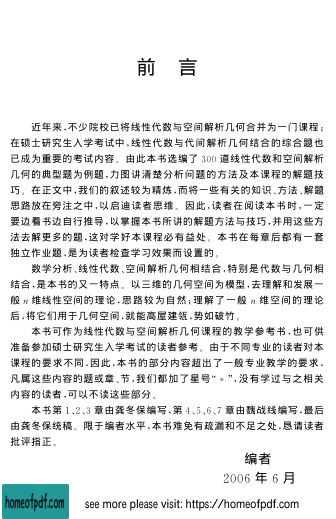 前 言
近年来,不少院校已将线性代数与空间解析几何合并为一门课程;
在硕士研究生入学考试中,线性代数与代间解析几何结合的综合题也
已成为重要的考试内容。由此本书选编了300道线性代数和空间解析
几何的典型题为例题,力图讲清楚分析问题的方法及本课程的解题技
巧。在正文中,我们的叙述较为精炼,而将一些有关的知识、方法、解题
思路放在旁注之中,以启迪读者思维。因此,读者在阅读本书时,一定
要边看书边自行推导,以掌握本书所讲的解题方法与技巧,并用这些方
法去解更多的题,这对学好本课程必有益处。本书在每章后都有一套
独立作业题,是为读者检查学习效果而设置的。
数学分析、线性代数、空间解析几何相结合,特别是代数与几何相
结合,是本书的又一特点。以三维的几何空间为模型,去理解和发展一
般n维线性空间的理论,思路较为自然;理解了一般n维空间的理论
后,将它们用于几何空间,就能高屋建瓴,势如破竹。
本书可作为线性代数与空间解析几何课程的教学参考书,也可供
准备参加硕士研究生入学考试的读者参考。由于不同专业的读者对本
课程的要求不同,因此,本书的部分内容超出了一般专业教学的要求,
凡属这些内容的题或章、节,我们都加了星号“*”,没有学过与之相关
内容的读者,可以不读这些部分。
本书第1、2、3章由龚冬保编写,第4、5、6、7章由魏战线编写,最后
由龚冬保统稿。限于编者水平,本书难免有疏漏和不足之处,恳请读者
批评指正。
编者
2006年6月
homeofpdf.com
see more please visit: https://homeofpdf.com